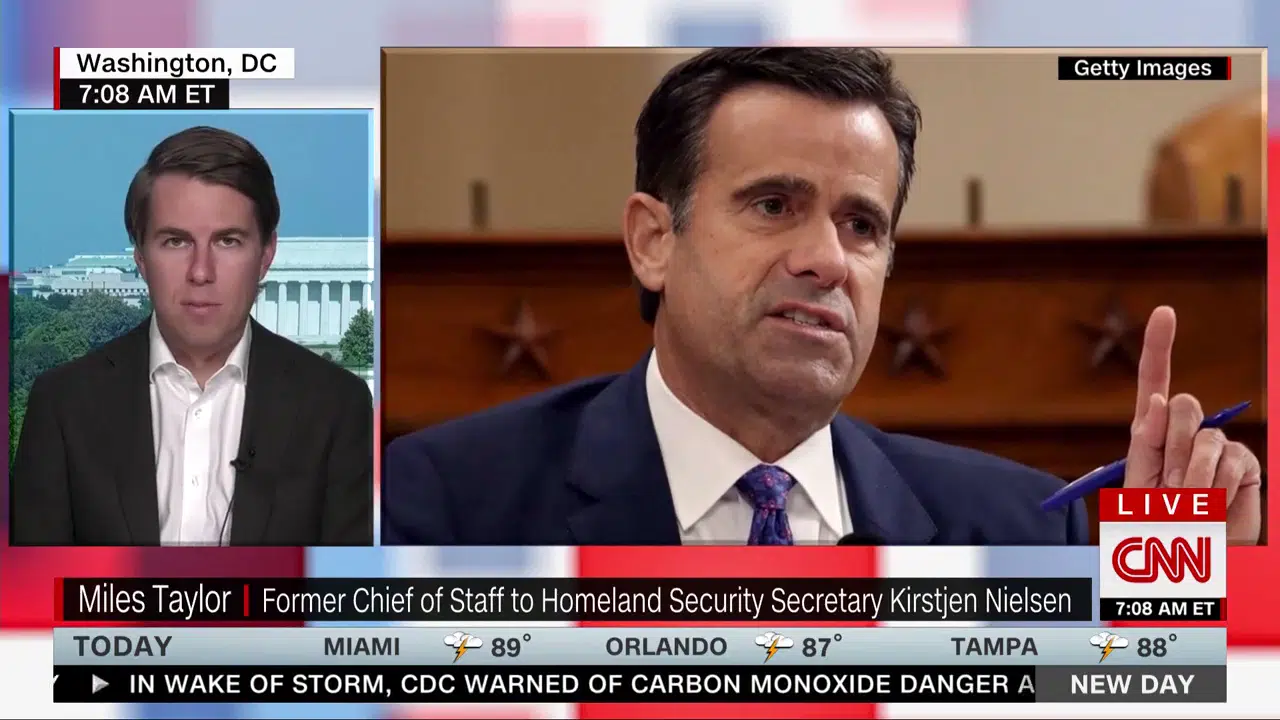 Washington, DC
7:08 AM ET
Getty Images
LIVE
CNN
7:08 AM ET
Miles Taylor | Former Chief of Staff to Homeland Security Secretary Kirstjen Nielsen
TODAY MIAMI 89° ORLANDO 87° TAMPA 88°
IN WAKE OF STORM, CDC WARNED OF CARBON MONOXIDE DANGER A
NEW DAY